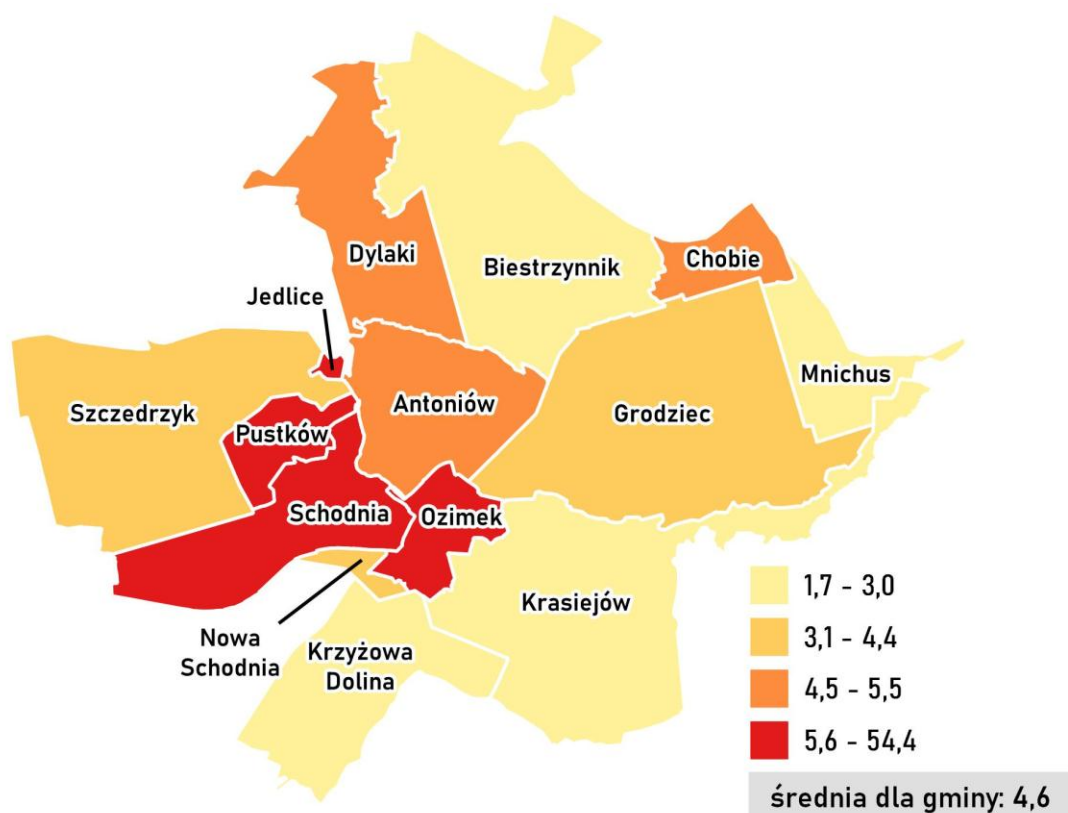 Dylaki
Biestrzynnik
Chobie
Jedlice
Mnichus
Szczedrzyk
Antoniów
Grodziec
Pustków
Schodnia
Ozimek
Krasiejów
Nowa
Schodnia
Krzyżowa
Dolina
1,7 - 3,0
3,1 - 4,4
4,5 - 5,5
5,6 - 54,4
średnia dla gminy: 4,6